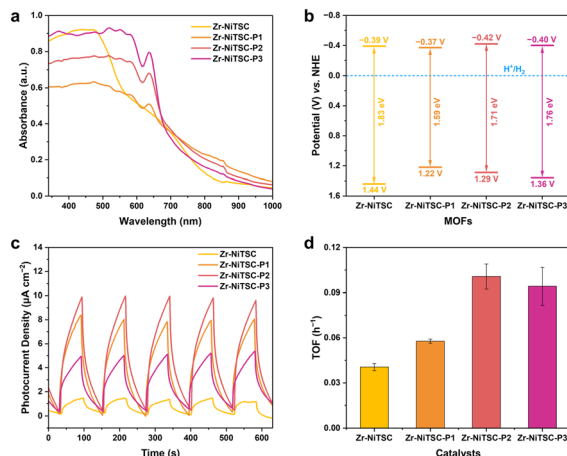 a
Zr-NiTSC
Zr-NiTSC-P1
Zr-NiTSC-P2
Zr-NiTSC-P3
Absorbance (a.u.)
1.0
0.8
0.6
0.4
0.2
0.0
400 500 600 700 800 900 1000
Wavelength (nm)
b
Potential (V) vs. NHE
−0.8
−0.4
0.0
0.4
0.8
1.2
1.6
−0.39 V
−0.37 V
−0.42 V
−0.40 V
H⁺/H₂
1.83 eV
1.59 eV
1.71 eV
1.76 eV
1.44 V
1.22 V
1.29 V
1.36 V
Zr-NiTSC Zr-NiTSC-P1 Zr-NiTSC-P2 Zr-NiTSC-P3
MOFs
c
Zr-NiTSC
Zr-NiTSC-P1
Zr-NiTSC-P2
Zr-NiTSC-P3
Photocurrent Density (μA cm⁻²)
14
12
10
8
6
4
2
0
0 100 200 300 400 500 600
Time (s)
d
TOF (h⁻¹)
0.12
0.09
0.06
0.03
0.00
Zr-NiTSC Zr-NiTSC-P1 Zr-NiTSC-P2 Zr-NiTSC-P3
Catalysts